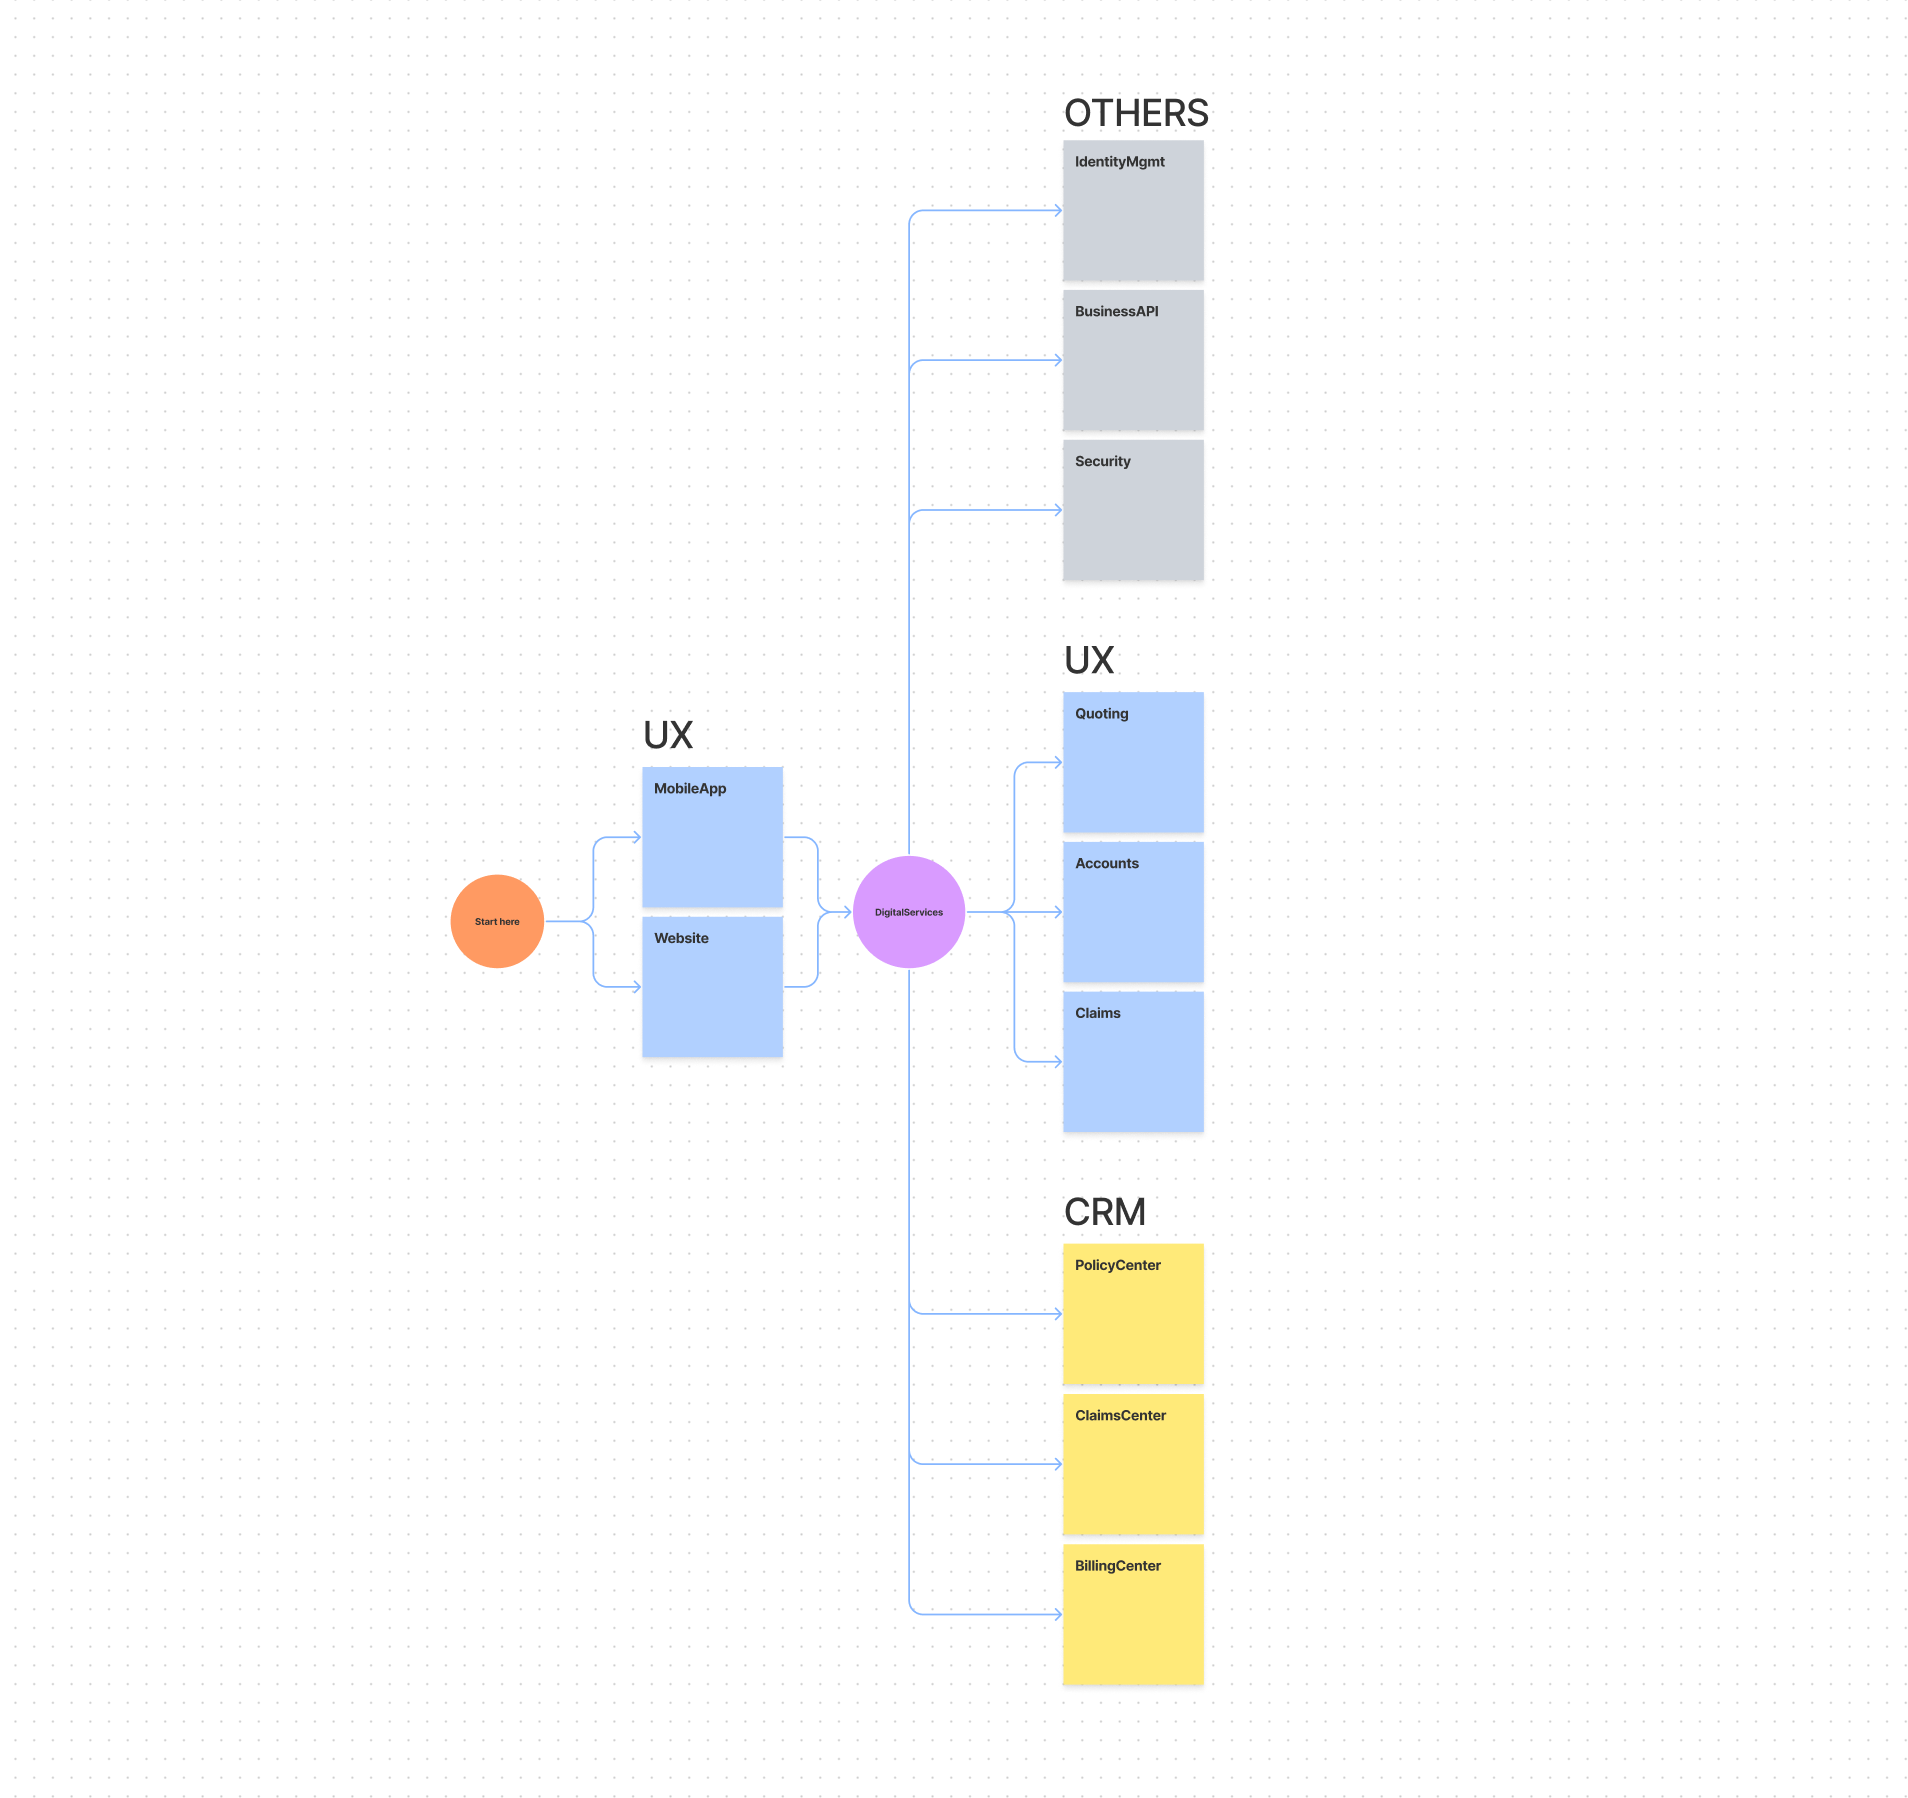 OTHERS
IdentityMgmt
BusinessAPI
Security
UX
MobileApp
Website
Start here
DigitalServices
UX
Quoting
Accounts
Claims
CRM
PolicyCenter
ClaimsCenter
BillingCenter